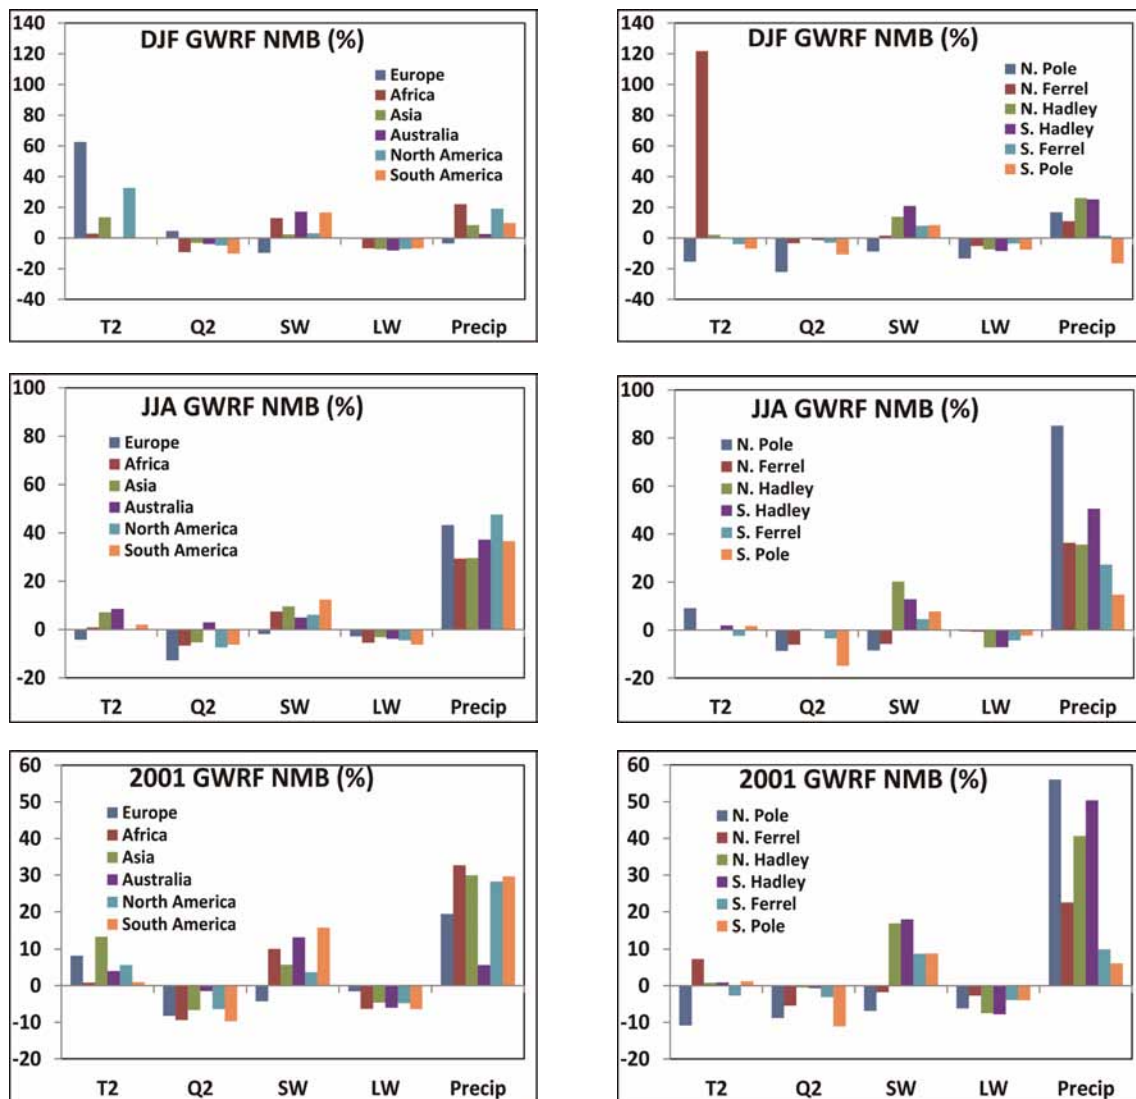 DJF GWRF NMB (%)
140
120
100
80
60
40
20
0
-20
-40
Europe
Africa
Asia
Australia
North America
South America
T2 Q2 SW LW Precip
DJF GWRF NMB (%)
140
120
100
80
60
40
20
0
-20
-40
N. Pole
N. Ferrel
N. Hadley
S. Hadley
S. Ferrel
S. Pole
T2 Q2 SW LW Precip
JJA GWRF NMB (%)
100
80
60
40
20
0
-20
Europe
Africa
Asia
Australia
North America
South America
T2 Q2 SW LW Precip
JJA GWRF NMB (%)
100
80
60
40
20
0
-20
N. Pole
N. Ferrel
N. Hadley
S. Hadley
S. Ferrel
S. Pole
T2 Q2 SW LW Precip
2001 GWRF NMB (%)
60
50
40
30
20
10
0
-10
-20
Europe
Africa
Asia
Australia
North America
South America
T2 Q2 SW LW Precip
2001 GWRF NMB (%)
60
50
40
30
20
10
0
-10
-20
N. Pole
N. Ferrel
N. Hadley
S. Hadley
S. Ferrel
S. Pole
T2 Q2 SW LW Precip